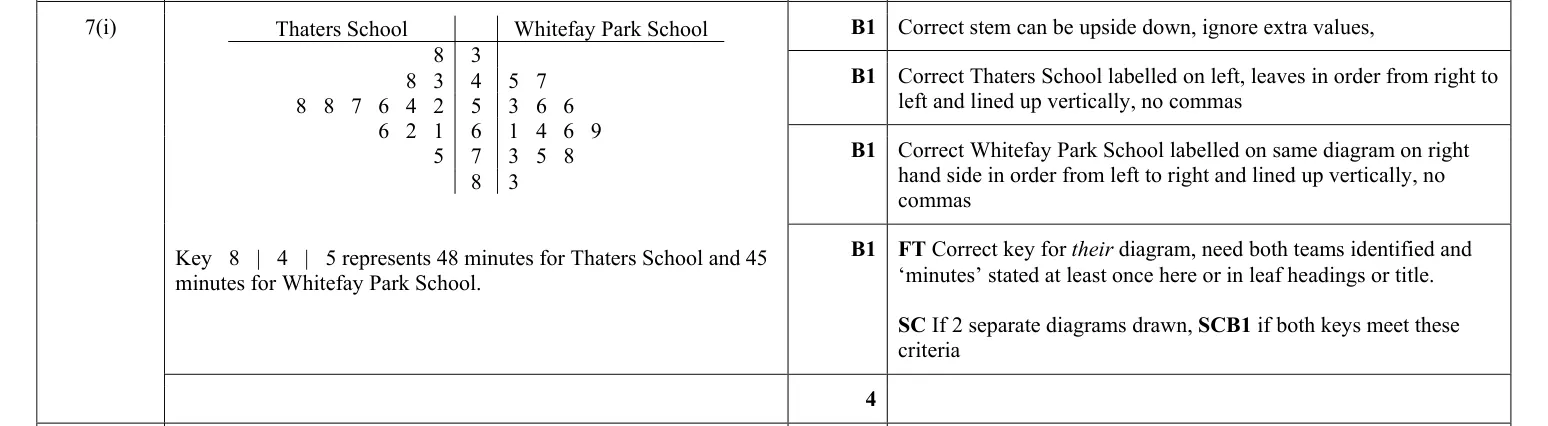 7(i)
Thaters School | | Whitefay Park School
8 | 3 |
8 3 | 4 | 5 7
8 8 7 6 4 2 | 5 | 3 6 6
6 2 1 | 6 | 1 4 6 9
5 | 7 | 3 5 8
| 8 | 3
Key 8 | 4 | 5 represents 48 minutes for Thaters School and 45
minutes for Whitefay Park School.
B1 Correct stem can be upside down, ignore extra values,
B1 Correct Thaters School labelled on left, leaves in order from right to
left and lined up vertically, no commas
B1 Correct Whitefay Park School labelled on same diagram on right
hand side in order from left to right and lined up vertically, no
commas
B1 FT Correct key for their diagram, need both teams identified and
‘minutes’ stated at least once here or in leaf headings or title.
SC If 2 separate diagrams drawn, SCB1 if both keys meet these
criteria
4